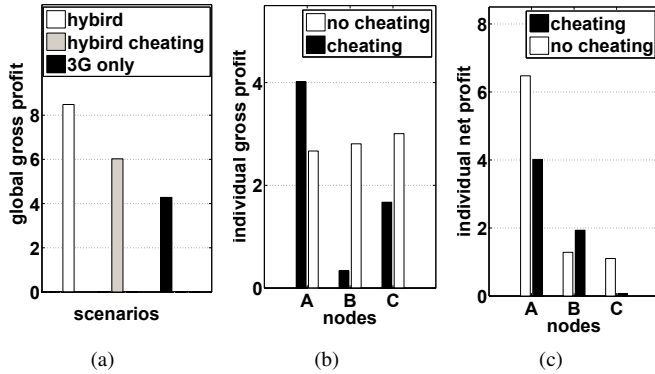 hybird
hybird cheating
3G only
global gross profit
8
6
4
2
0
scenarios
(a)
no cheating
cheating
individual gross profit
4
2
0
A B C
nodes
(b)
cheating
no cheating
individual net profit
8
6
4
2
0
A B C
nodes
(c)